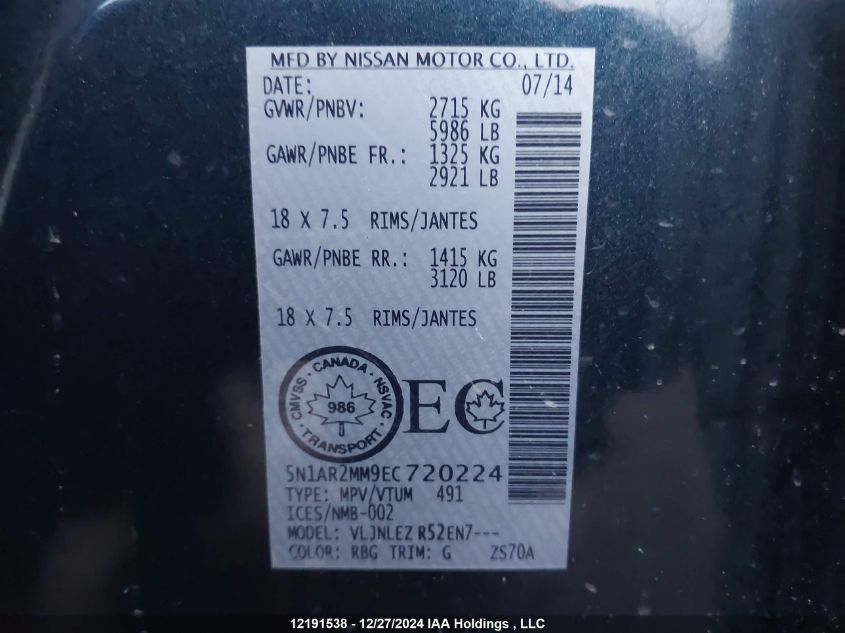 MFD BY NISSAN MOTOR CO., LTD.
DATE: 07/14
GVWR/PNBV: 2715 KG
5986 LB
GAWR/PNBE FR.: 1325 KG
2921 LB
18 X 7.5 RIMS/JANTES
GAWR/PNBE RR.: 1415 KG
3120 LB
18 X 7.5 RIMS/JANTES
CMVSS · CANADA · NSVAC
986
· TRANSPORT ·
EC
5N1AR2MM9EC720224
TYPE: MPV/VTUM 491
ICES/NMB-002
MODEL: VLJNLEZ R52EN7---
COLOR: RBG TRIM: G ZS70A
12191538 - 12/27/2024 IAA Holdings , LLC